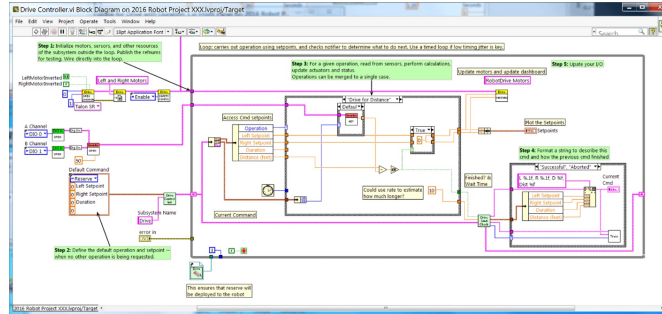 Drive Controller.vi Block Diagram on 2016 Robot Project XXX.lvproj/Target *
File Edit View Project Operate Tools Window Help
18pt Application Font
Search
Step 1: Initialize motors, sensors, and other resources
of the subsystem outside the loop. Publish the refnums
for testing. Wire directly into the loop.
Loop: carries out operation using setpoints, and checks notifier to determine what to do next. Use a timed loop if low timing jitter is key.
Step 3: For a given operation, read from sensors, perform calculations,
update actuators and status.
Operations can be merged to a single case.
Step 5: Upate your I/O
LeftMotorInverted
RightMotorInverted
Left and Right Motors
Enable
Talon SR
Update motors and update dashboard
RobotDrive Motors
"Drive for Distance"
Default
A Channel
DIO 0
B Channel
DIO 1
50
Access Cmd setpoints
Operation
Left Setpoint
Right Setpoint
Duration
Distance (feet)
True
Plot the Setpoints
Setpoints
Step 4: Format a string to describe this
cmd and how the previous cmd finished
Default Command
Reserve
Left Setpoint
Right Setpoint
Duration
Subsystem Name
Drive
error in
Current Command
Could use rate to estimate
how much longer?
10
Finished? &
Wait Time
"Successful", "Aborted"
Current
Cmd
Left Setpoint
Right Setpoint
Duration
Distance (feet)
Step 2: Define the default operation and setpoint --
when no other operation is being requested.
This ensures that reserve will
be deployed to the robot
2016 Robot Project XXX.lvproj/Target